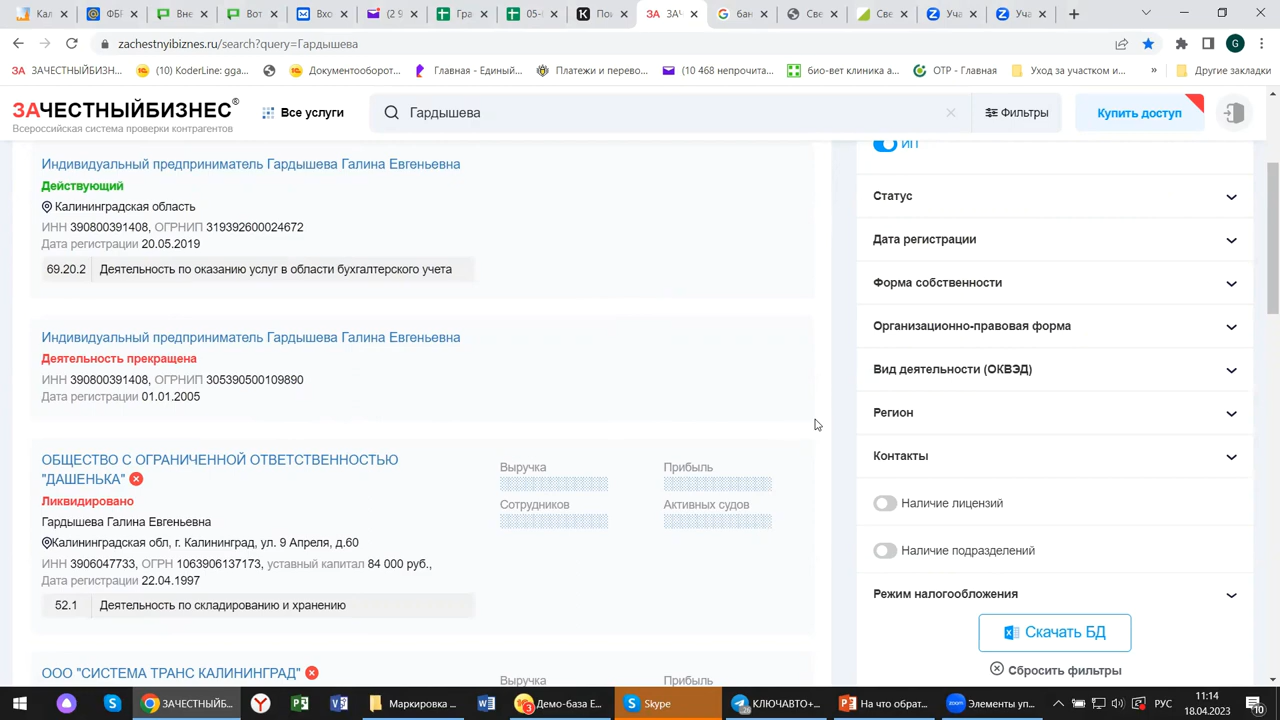 Кал
ФБ
Вне
Вхо
(2 9
Гра
05-
Пои
ЗАЧ
бан
Све
Све
Уча
Уча
zachestnyibiznes.ru/search?query=Гардышева
G
ЗАЧЕСТНЫЙБИЗН...
(10) KoderLine: gga...
Документооборот...
Главная - Единый...
Платежи и перево...
(10 468 непрочита...
био-вет клиника а...
ОТР - Главная
Уход за участком и...
»
Другие закладки
ЗАЧЕСТНЫЙБИЗНЕС®
Всероссийская система проверки контрагентов
Все услуги
Гардышева
Фильтры
Купить доступ
Индивидуальный предприниматель Гардышева Галина Евгеньевна
Действующий
Калининградская область
ИНН 390800391408, ОГРНИП 319392600024672
Дата регистрации 20.05.2019
69.20.2 Деятельность по оказанию услуг в области бухгалтерского учета
Индивидуальный предприниматель Гардышева Галина Евгеньевна
Деятельность прекращена
ИНН 390800391408, ОГРНИП 305390500109890
Дата регистрации 01.01.2005
ОБЩЕСТВО С ОГРАНИЧЕННОЙ ОТВЕТСТВЕННОСТЬЮ
"ДАШЕНЬКА"
Ликвидировано
Гардышева Галина Евгеньевна
Калининградская обл, г. Калининград, ул. 9 Апреля, д.60
ИНН 3906047733, ОГРН 1063906137173, уставный капитал 84 000 руб.,
Дата регистрации 22.04.1997
52.1 Деятельность по складированию и хранению
Выручка
Прибыль
Сотрудников
Активных судов
ООО "СИСТЕМА ТРАНС КАЛИНИНГРАД"
Выручка
Прибыль
ИП
Статус
Дата регистрации
Форма собственности
Организационно-правовая форма
Вид деятельности (ОКВЭД)
Регион
Контакты
Наличие лицензий
Наличие подразделений
Режим налогообложения
Скачать БД
Сбросить фильтры
ЗАЧЕСТНЫЙБ...
Маркировка ...
Демо-база Е...
Skype
КЛЮЧАВТО+...
На что обрат...
Элементы уп...
РУС
11:14
18.04.2023